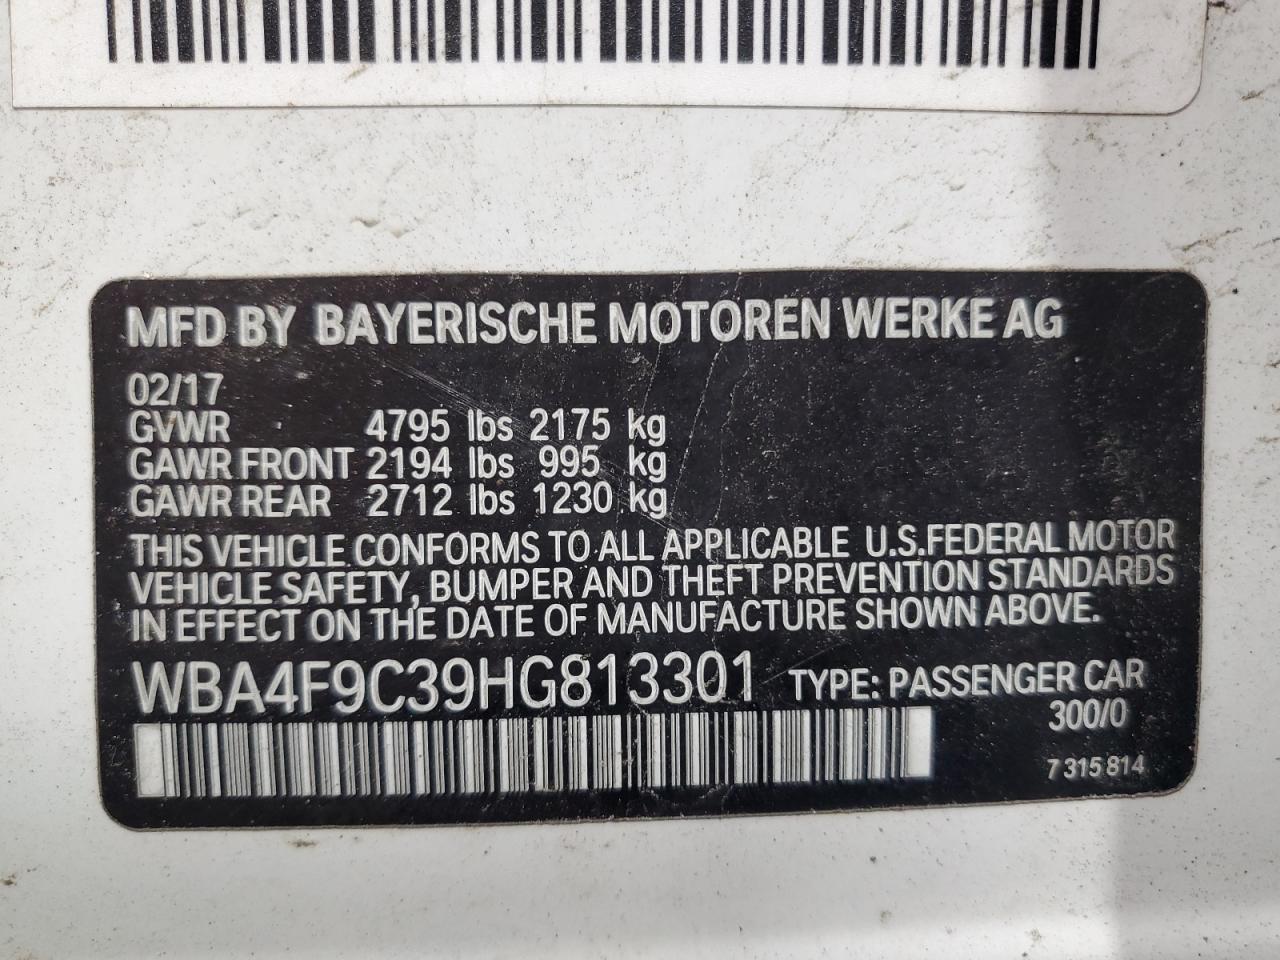 MFD BY BAYERISCHE MOTOREN WERKE AG
02/17
GVWR 4795 lbs 2175 kg
GAWR FRONT 2194 lbs 995 kg
GAWR REAR 2712 lbs 1230 kg
THIS VEHICLE CONFORMS TO ALL APPLICABLE U.S.FEDERAL MOTOR
VEHICLE SAFETY, BUMPER AND THEFT PREVENTION STANDARDS
IN EFFECT ON THE DATE OF MANUFACTURE SHOWN ABOVE.
WBA4F9C39HG813301 TYPE: PASSENGER CAR
300/0
7 315 814